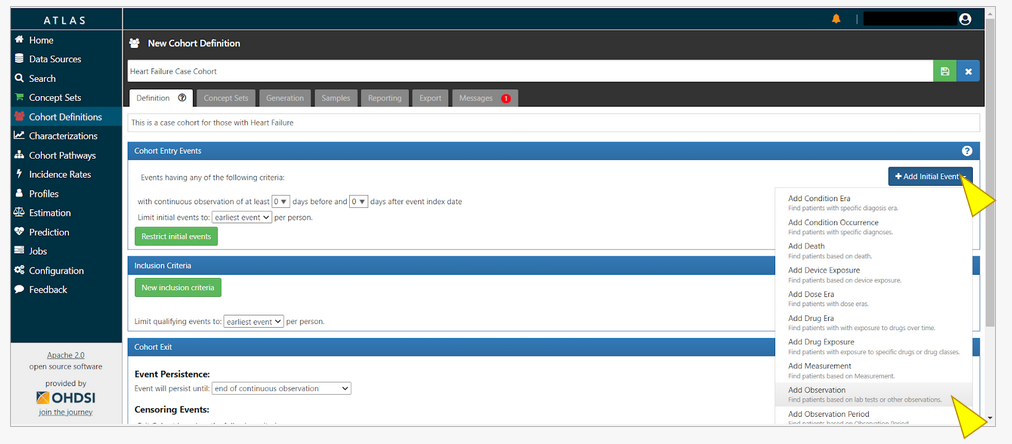 ATLAS
Home
Data Sources
Search
Concept Sets
Cohort Definitions
Characterizations
Cohort Pathways
Incidence Rates
Profiles
Estimation
Prediction
Jobs
Configuration
Feedback
Apache 2.0
open source software
provided by
OHDSI
join the journey
New Cohort Definition
Heart Failure Case Cohort
Definition ? Concept Sets Generation Samples Reporting Export Messages 1
This is a case cohort for those with Heart Failure
Cohort Entry Events ?
Events having any of the following criteria:
+ Add Initial Event
with continuous observation of at least 0 days before and 0 days after event index date
Limit initial events to: earliest event per person.
Restrict initial events
Inclusion Criteria
New inclusion criteria
Limit qualifying events to: earliest event per person.
Cohort Exit
Event Persistence:
Event will persist until: end of continuous observation
Censoring Events:
Add Condition Era
Find patients with specific diagosis era.
Add Condition Occurrence
Find patients with specific diagnoses.
Add Death
Find patients based on death.
Add Device Exposure
Find patients based on device exposure.
Add Dose Era
Find patients with dose eras.
Add Drug Era
Find patients with with exposure to drugs over time.
Add Drug Exposure
Find patients with exposure to specific drugs or drug classes.
Add Measurement
Find patients based on Measurement.
Add Observation
Find patients based on lab tests or other observations.
Add Observation Period
Find patients based on Observation Period.